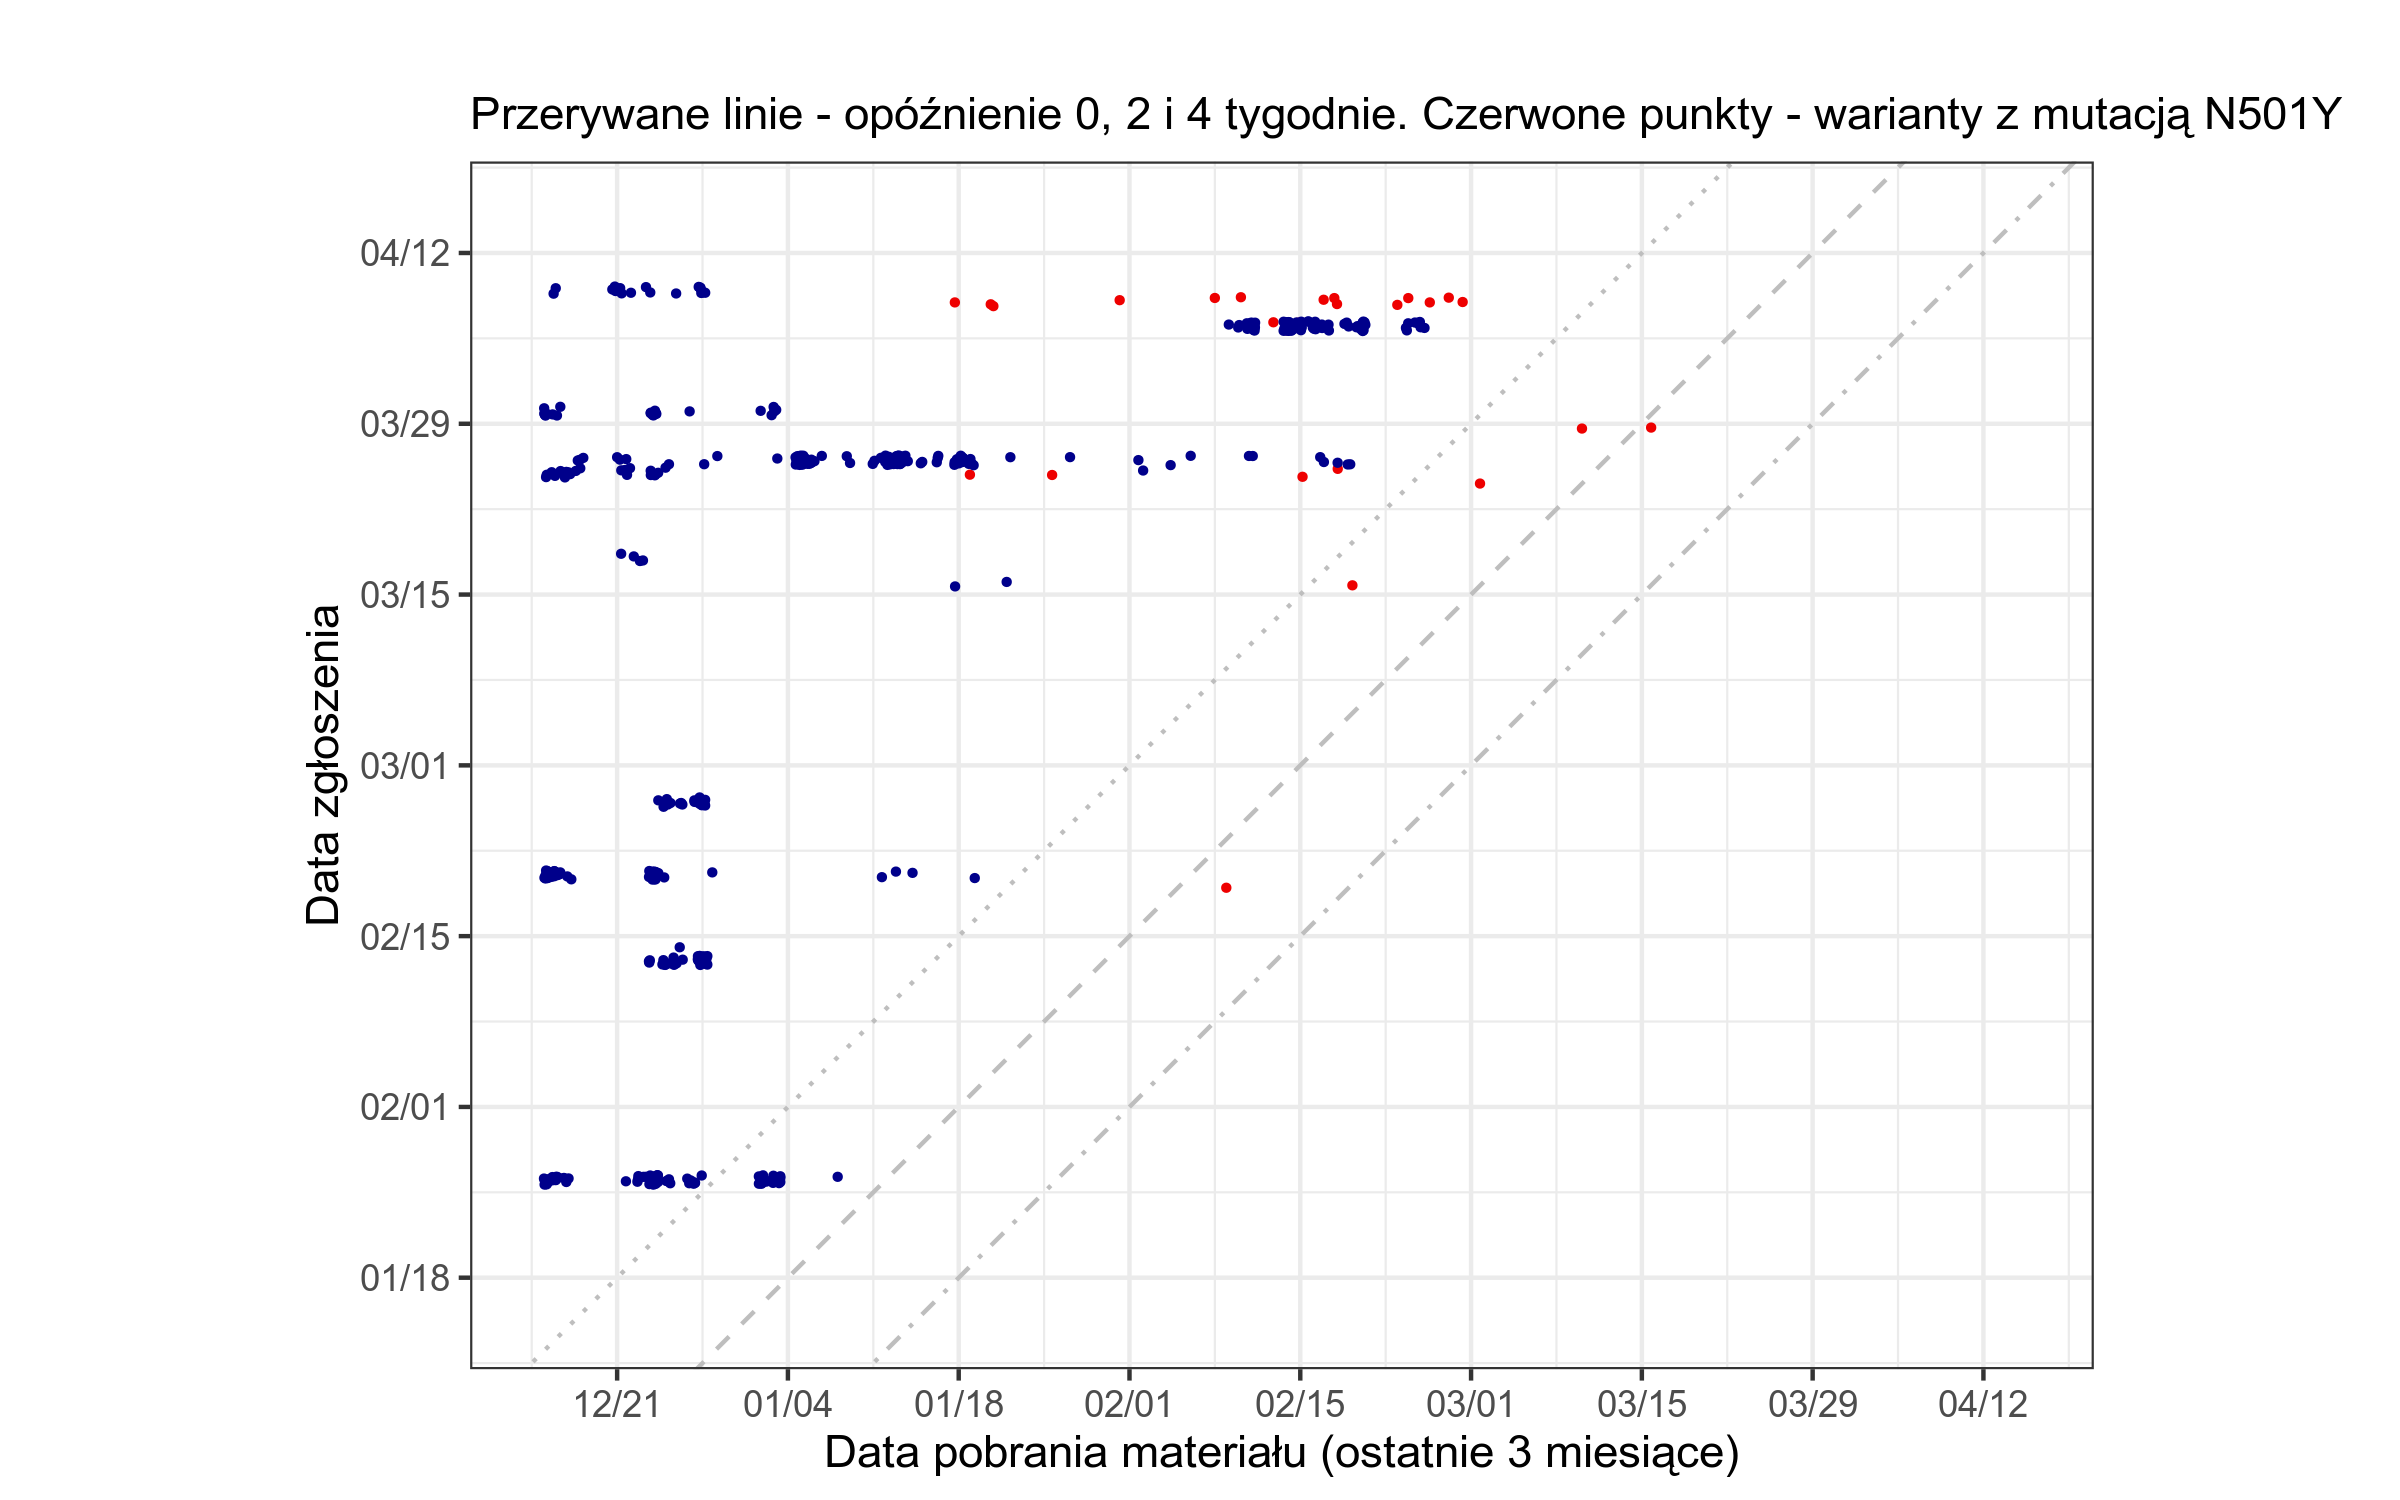 Przerywane linie - opóźnienie 0, 2 i 4 tygodnie. Czerwone punkty - warianty z mutacją N501Y
Data zgłoszenia
04/12
03/29
03/15
03/01
02/15
02/01
01/18
12/21 01/04 01/18 02/01 02/15 03/01 03/15 03/29 04/12
Data pobrania materiału (ostatnie 3 miesiące)